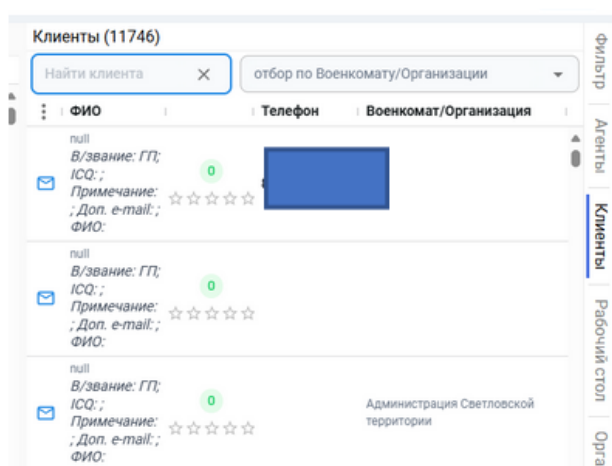 Клиенты (11746)
Найти клиента
отбор по Военкомату/Организации
ФИО Телефон Военкомат/Организация
null
В/звание: ГП;
ICQ: ;
Примечание:
; Доп. e-mail: ;
ФИО:
0
null
В/звание: ГП;
ICQ: ;
Примечание:
; Доп. e-mail: ;
ФИО:
0
null
В/звание: ГП;
ICQ: ;
Примечание:
; Доп. e-mail: ;
ФИО:
0
Администрация Светловской
территории
Фильтр
Агенты
Клиенты
Рабочий стол
Орга